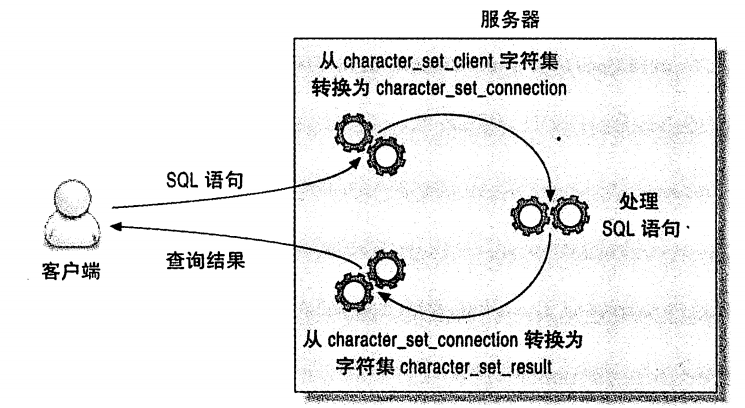 服务器
从 character_set_client 字符集
转换为 character_set_connection
SQL 语句
处理
SQL 语句
客户端
查询结果
从 character_set_connection 转换为
字符集 character_set_result